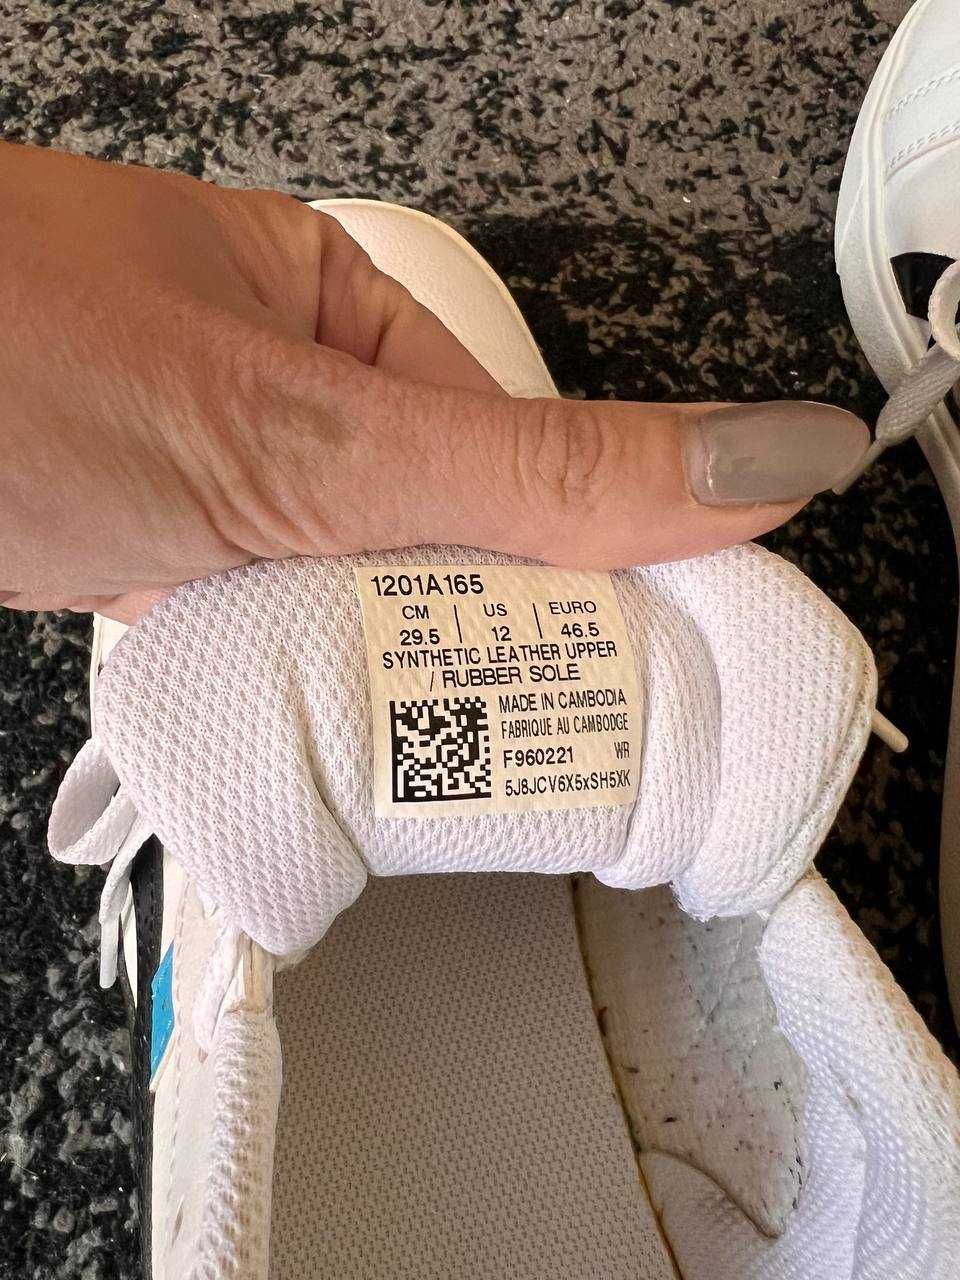 1201A165
CM | US | EURO
29.5 | 12 | 46.5
SYNTHETIC LEATHER UPPER
/ RUBBER SOLE
MADE IN CAMBODIA
FABRIQUE AU CAMBODGE
F960221 WR
5J8JCV6X5xSH5XK